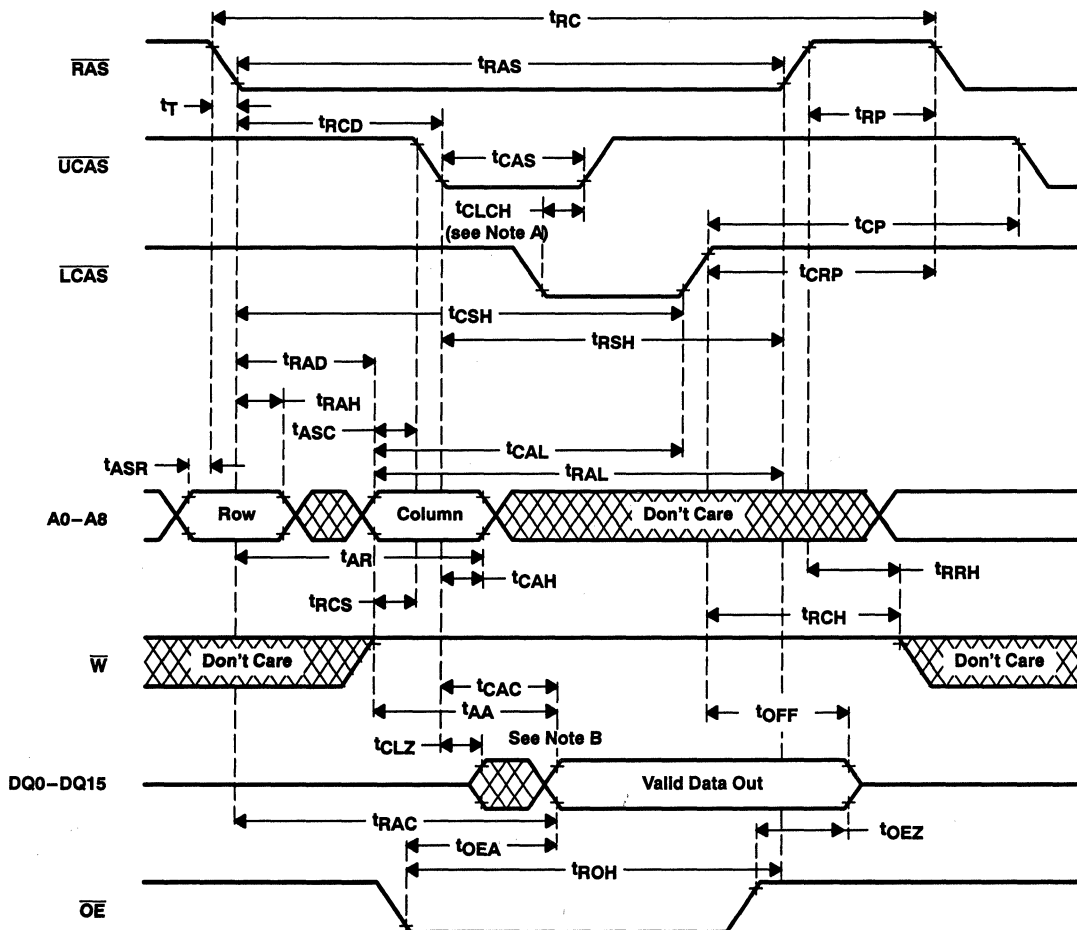 tRC
RAS
tRAS
tT
tRCD
tRP
UCAS
tCAS
tCLCH
(see Note A)
tCP
LCAS
tCRP
tCSH
tRSH
tRAD
tRAH
tASC
tCAL
tASR
tRAL
A0–A8
Row
Column
Don't Care
tAR
tCAH
tRRH
tRCS
tRCH
W
Don't Care
Don't Care
tCAC
tAA
tOFF
tCLZ
See Note B
DQ0–DQ15
Valid Data Out
tRAC
tOEZ
tOEA
tROH
OE